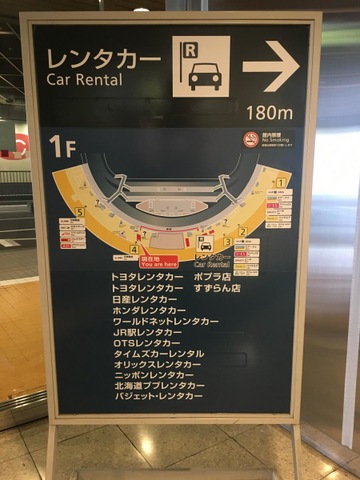 レンタカー
Car Rental
R
180m
1F
館内禁煙
No Smoking
1
2
3
4
5
現在地
You are here
レンタカー
Car Rental
トヨタレンタカー ポプラ店
トヨタレンタカー すずらん店
日産レンタカー
ホンダレンタカー
ワールドネットレンタカー
JR駅レンタカー
OTSレンタカー
タイムズカーレンタル
オリックスレンタカー
ニッポンレンタカー
北海道ブブレンタカー
バジェット・レンタカー